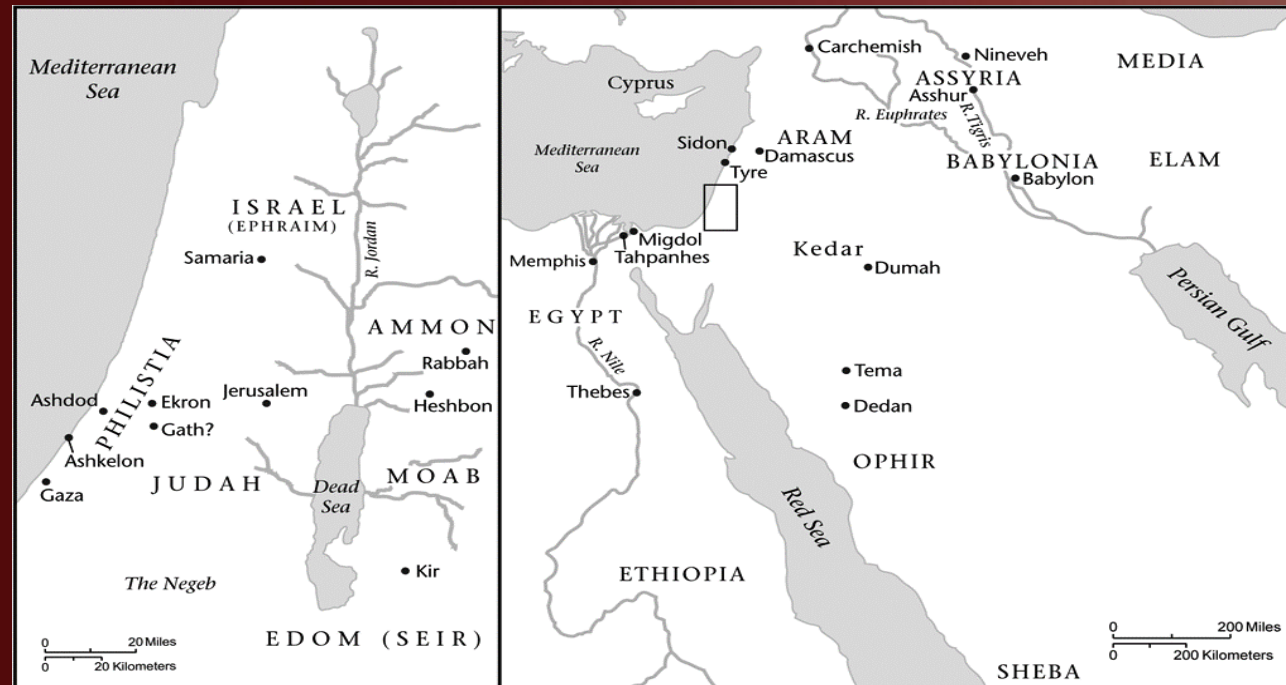 Mediterranean
Sea
ISRAEL
(EPHRAIM)
R. Jordan
Samaria
AMMON
Rabbah
PHILISTIA
Jerusalem
Heshbon
Ashdod
Ekron
Gath?
Ashkelon
Gaza
JUDAH
Dead
Sea
MOAB
Kir
The Negeb
EDOM (SEIR)
0 20 Miles
0 20 Kilometers
Carchemish
Nineveh
MEDIA
Cyprus
ASSYRIA
Asshur
R. Euphrates
R. Tigris
Mediterranean
Sea
Sidon
ARAM
Damascus
Tyre
BABYLONIA
Babylon
ELAM
Migdol
Tahpanhes
Memphis
Kedar
Dumah
Persian Gulf
EGYPT
R. Nile
Thebes
Tema
Dedan
OPHIR
Red Sea
ETHIOPIA
SHEBA
0 200 Miles
0 200 Kilometers